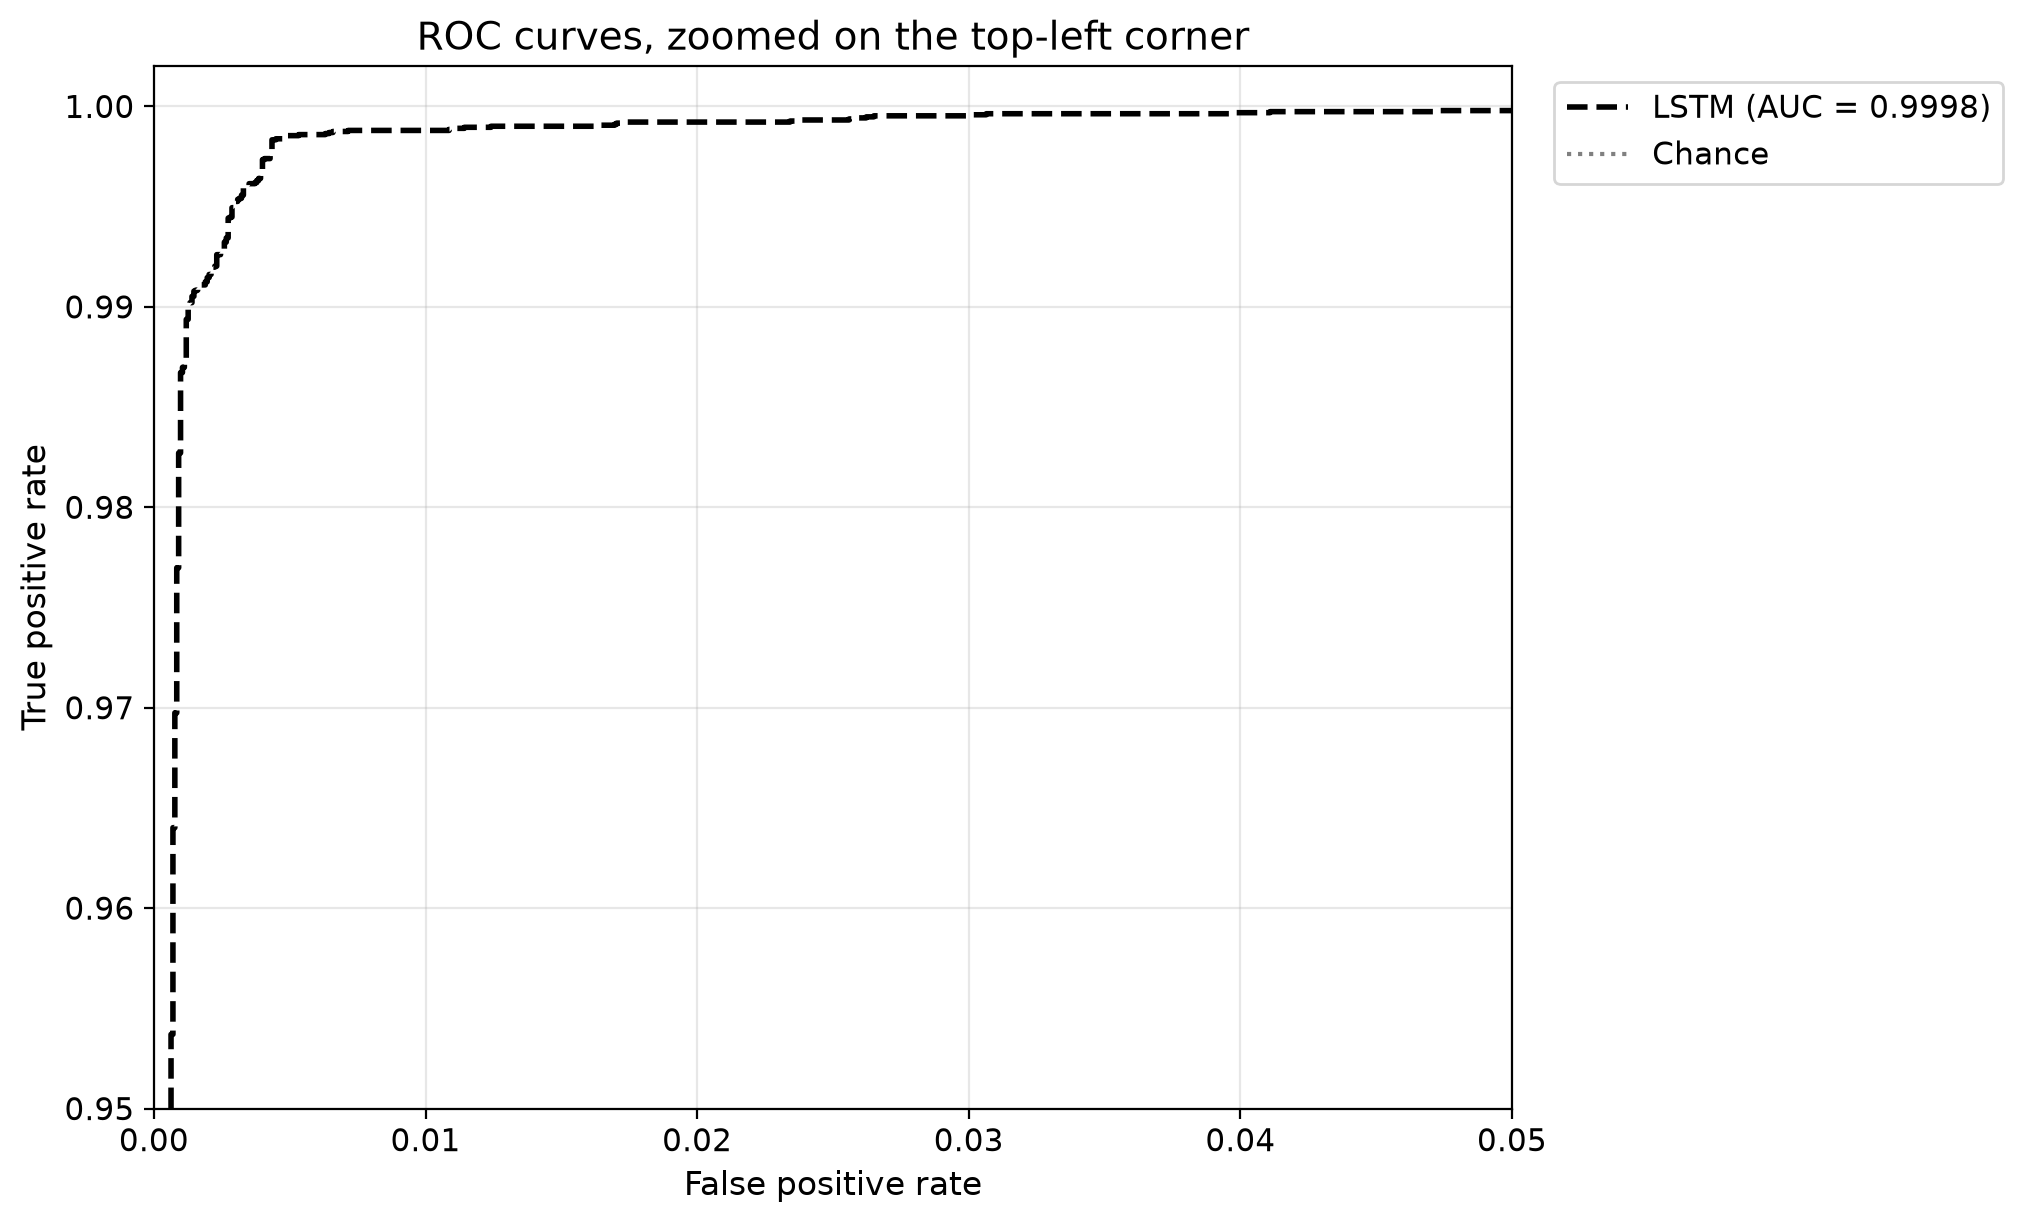 ROC curves, zoomed on the top-left corner
LSTM (AUC = 0.9998)
Chance
True positive rate
1.00
0.99
0.98
0.97
0.96
0.95
0.00
0.01
0.02
0.03
0.04
0.05
False positive rate